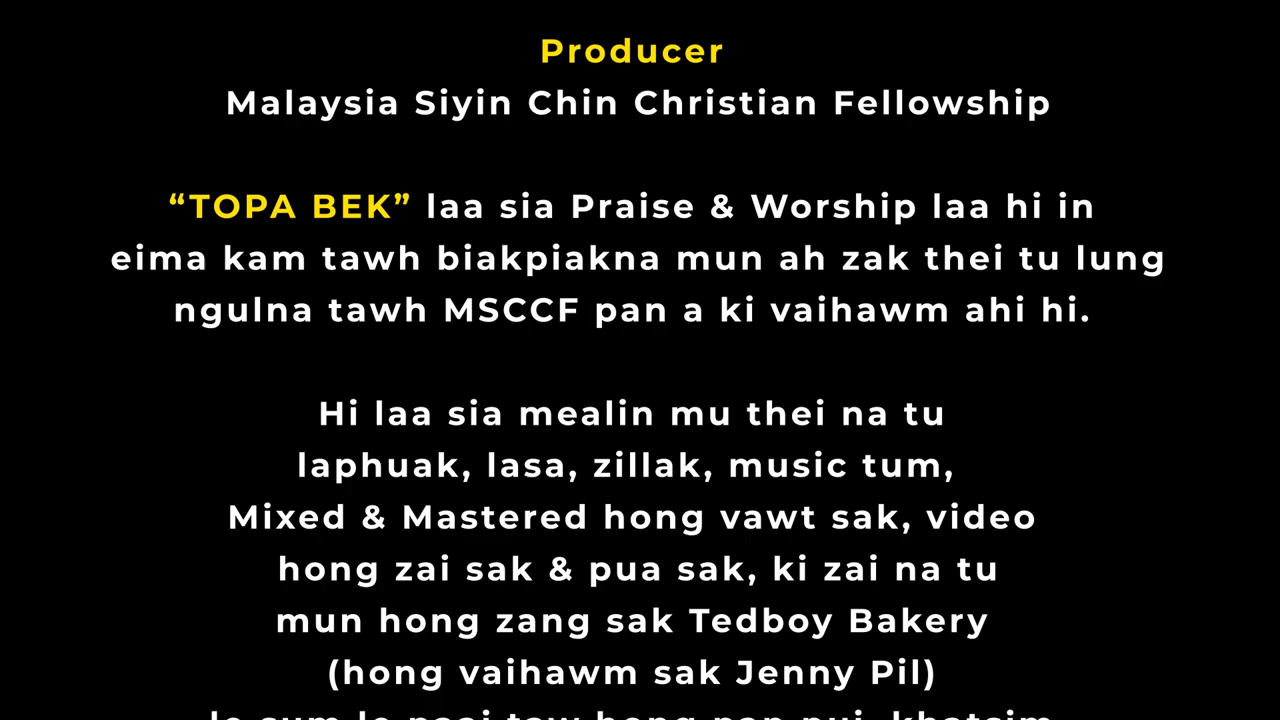 Producer
Malaysia Siyin Chin Christian Fellowship
“TOPA BEK” laa sia Praise & Worship laa hi in
eima kam tawh biakpiakna mun ah zak thei tu lung
ngulna tawh MSCCF pan a ki vaihawm ahi hi.
Hi laa sia mealin mu thei na tu
laphuak, lasa, zillak, music tum,
Mixed & Mastered hong vawt sak, video
hong zai sak & pua sak, ki zai na tu
mun hong zang sak Tedboy Bakery
(hong vaihawm sak Jenny Pil)